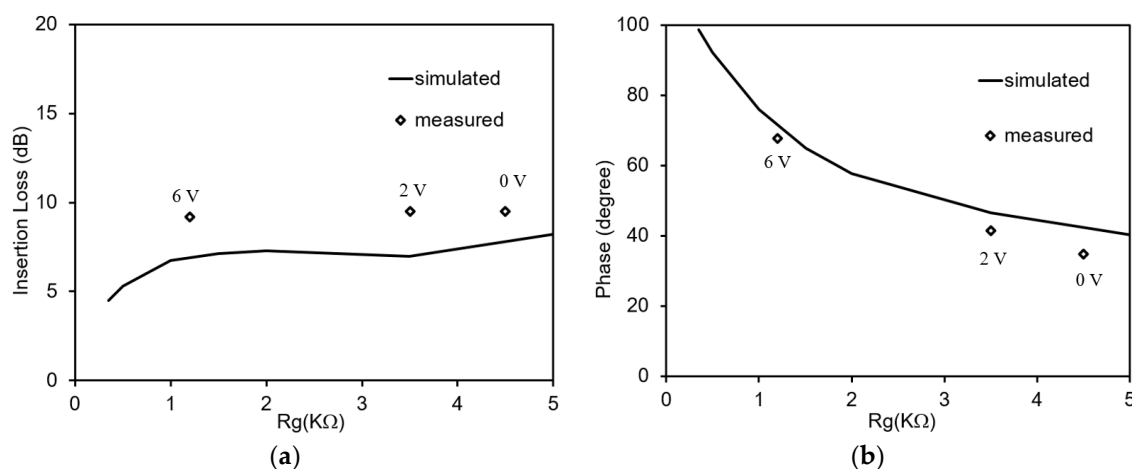 20
15
10
5
0
Insertion Loss (dB)
simulated
measured
6 V
2 V
0 V
0 1 2 3 4 5
Rg(KΩ)
(a)
100
80
60
40
20
0
Phase (degree)
simulated
measured
6 V
2 V
0 V
0 1 2 3 4 5
Rg(KΩ)
(b)